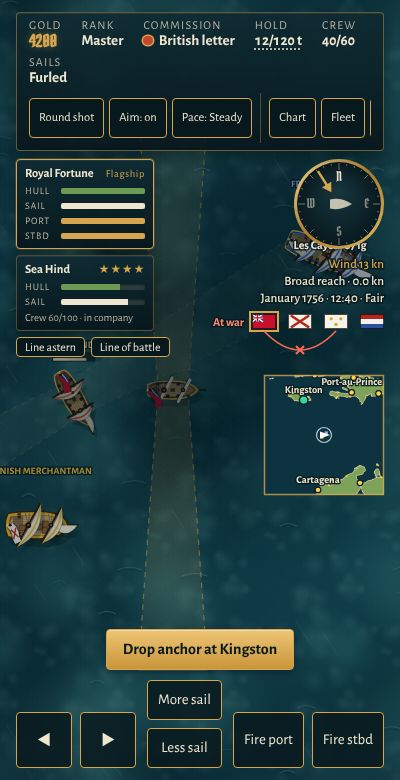 GOLD RANK COMMISSION HOLD CREW
4200 Master British letter 12/120 t 40/60
SAILS
Furled
Round shot Aim: on Pace: Steady Chart Fleet
Royal Fortune Flagship
HULL
SAIL
PORT
STBD
N
W E
S
Sea Hind ★★★★
HULL
SAIL
Crew 60/100 · in company
Line astern Line of battle
Wind 13 kn
Broad reach · 0.0 kn
January 1756 · 12:40 · Fair
At war
Port-au-Prince
Kingston
Cartagena
NISH MERCHANTMAN
Drop anchor at Kingston
More sail
Less sail
◀ ▶ Fire port Fire stbd